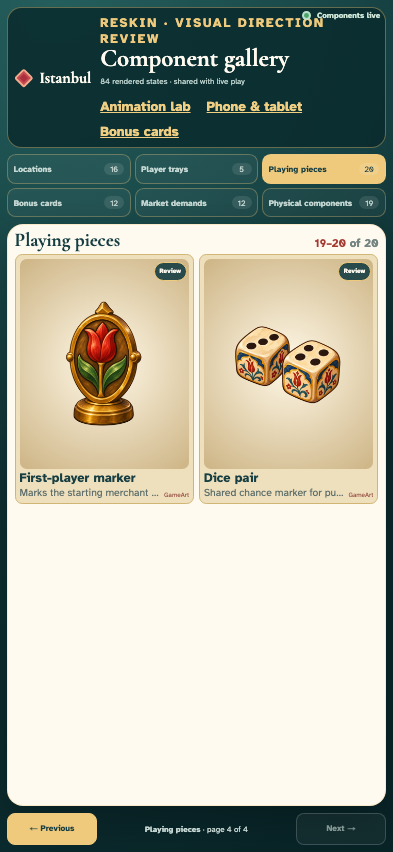 Components live
RESKIN · VISUAL DIRECTION
REVIEW
Istanbul
Component gallery
84 rendered states · shared with live play
Animation lab Phone & tablet
Bonus cards
Locations 16
Player trays 5
Playing pieces 20
Bonus cards 12
Market demands 12
Physical components 19
Playing pieces
19–20 of 20
Review
Review
First-player marker
Marks the starting merchant ... GameArt
Dice pair
Shared chance marker for pu... GameArt
← Previous
Playing pieces · page 4 of 4
Next →